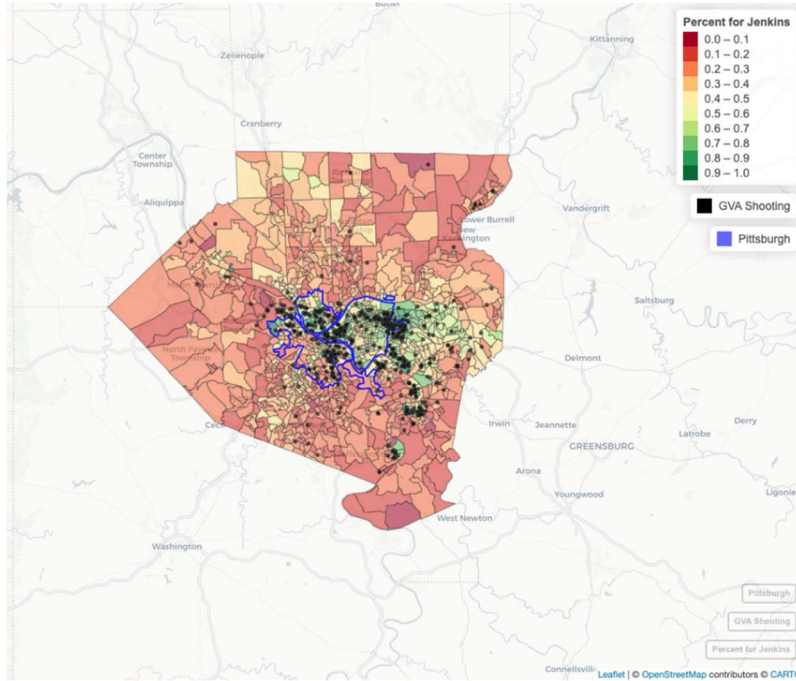 Butler
Kittanning
Zelienople
Percent for Jenkins
0.0 – 0.1
0.1 – 0.2
0.2 – 0.3
0.3 – 0.4
0.4 – 0.5
0.5 – 0.6
0.6 – 0.7
0.7 – 0.8
0.8 – 0.9
0.9 – 1.0
Cranberry
Center
Township
Aliquippa
GVA Shooting
Vandergrift
Lower Burrell
New
Kensington
Pittsburgh
Saltsburg
North Fayette
Township
Delmont
Cec
Irwin
Jeannette
Derry
Latrobe
GREENSBURG
Arona
Ligonie
Youngwood
West Newton
Washington
Pittsburgh
GVA Shooting
Percent for Jenkins
Connellsvill
Leaflet | © OpenStreetMap contributors © CARTO